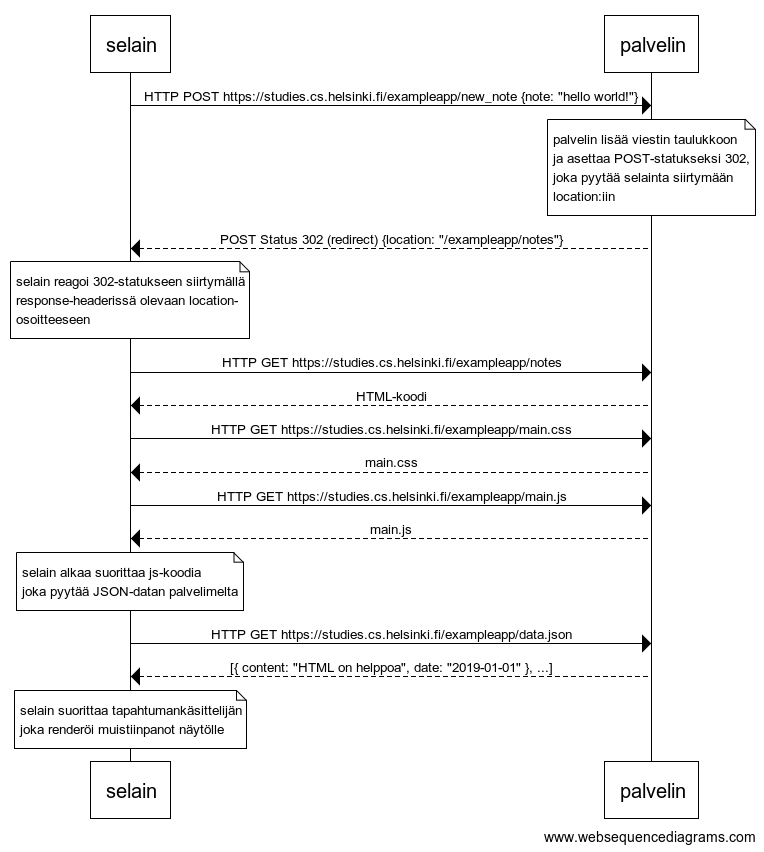 selain
palvelin
HTTP POST https://studies.cs.helsinki.fi/exampleapp/new_note {note: "hello world!"}
palvelin lisää viestin taulukkoon
ja asettaa POST-statukseksi 302,
joka pyytää selainta siirtymään
location:iin
POST Status 302 (redirect) {location: "/exampleapp/notes"}
selain reagoi 302-statukseen siirtymällä
response-headerissä olevaan location-
osoitteeseen
HTTP GET https://studies.cs.helsinki.fi/exampleapp/notes
HTML-koodi
HTTP GET https://studies.cs.helsinki.fi/exampleapp/main.css
main.css
HTTP GET https://studies.cs.helsinki.fi/exampleapp/main.js
main.js
selain alkaa suorittaa js-koodia
joka pyytää JSON-datan palvelimelta
HTTP GET https://studies.cs.helsinki.fi/exampleapp/data.json
[{ content: "HTML on helppoa", date: "2019-01-01" }, ...]
selain suorittaa tapahtumankäsittelijän
joka renderöi muistiinpanot näytölle
selain
palvelin
www.websequencediagrams.com